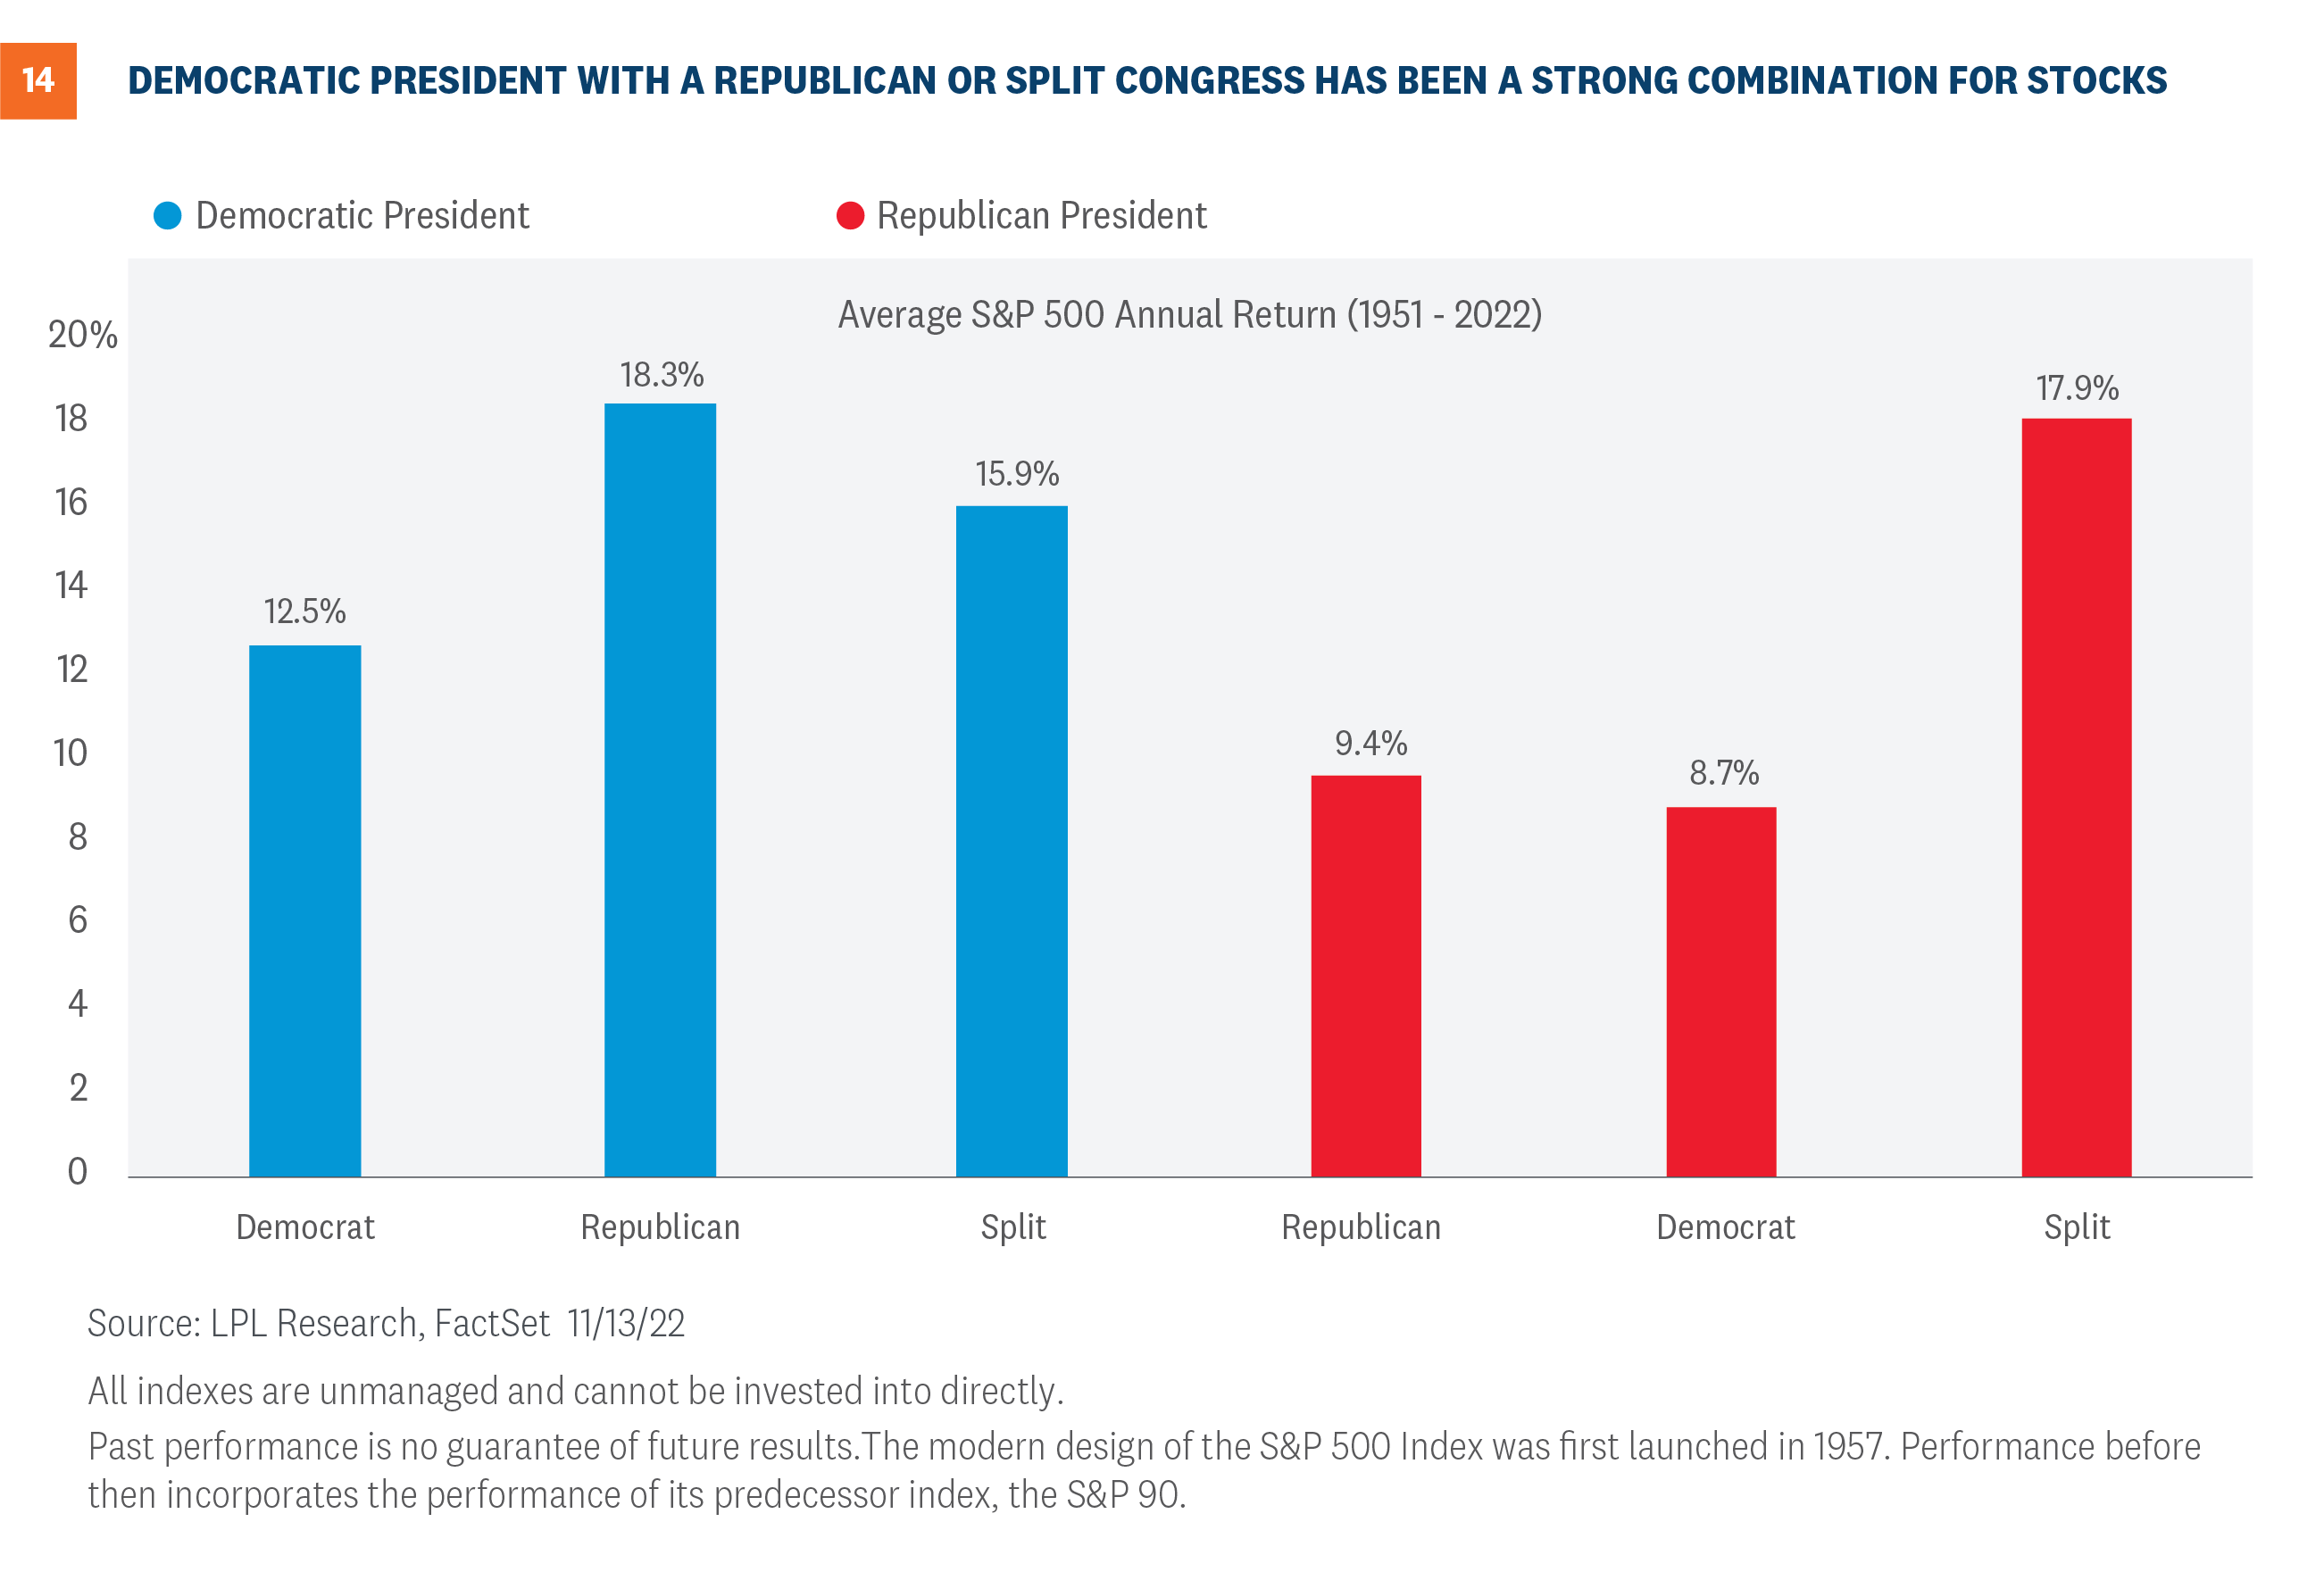 14
DEMOCRATIC PRESIDENT WITH A REPUBLICAN OR SPLIT CONGRESS HAS BEEN A STRONG COMBINATION FOR STOCKS
Democratic President
Republican President
Average S&P 500 Annual Return (1951 - 2022)
20%
18
16
14
12
10
8
6
4
2
0
12.5%
18.3%
15.9%
9.4%
8.7%
17.9%
Democrat
Republican
Split
Republican
Democrat
Split
Source: LPL Research, FactSet 11/13/22
All indexes are unmanaged and cannot be invested into directly.
Past performance is no guarantee of future results.The modern design of the S&P 500 Index was first launched in 1957. Performance before
then incorporates the performance of its predecessor index, the S&P 90.